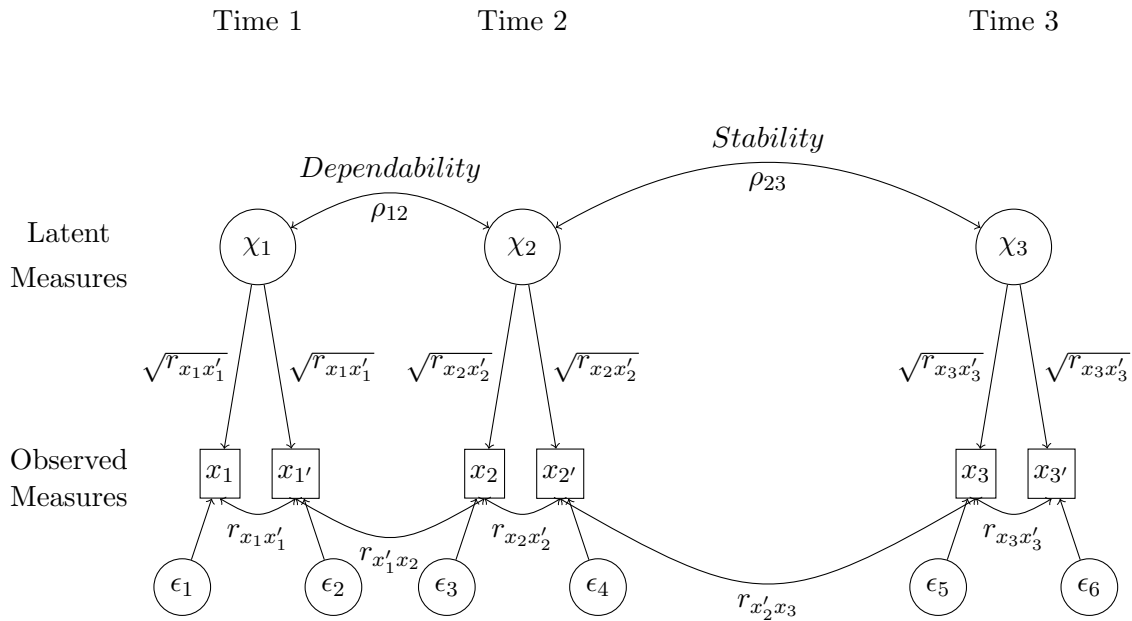 Time 1 Time 2 Time 3
Stability
Dependability
ρ₂₃
ρ₁₂
Latent
Measures
χ₁ χ₂ χ₃
√r_{x₁x′₁} √r_{x₁x′₁} √r_{x₂x′₂} √r_{x₂x′₂} √r_{x₃x′₃} √r_{x₃x′₃}
Observed
Measures
x₁ x₁′ x₂ x₂′ x₃ x₃′
r_{x₁x′₁} r_{x₂x′₂} r_{x₃x′₃}
r_{x′₁x₂}
ϵ₁ ϵ₂ ϵ₃ ϵ₄ ϵ₅ ϵ₆
r_{x′₂x₃}